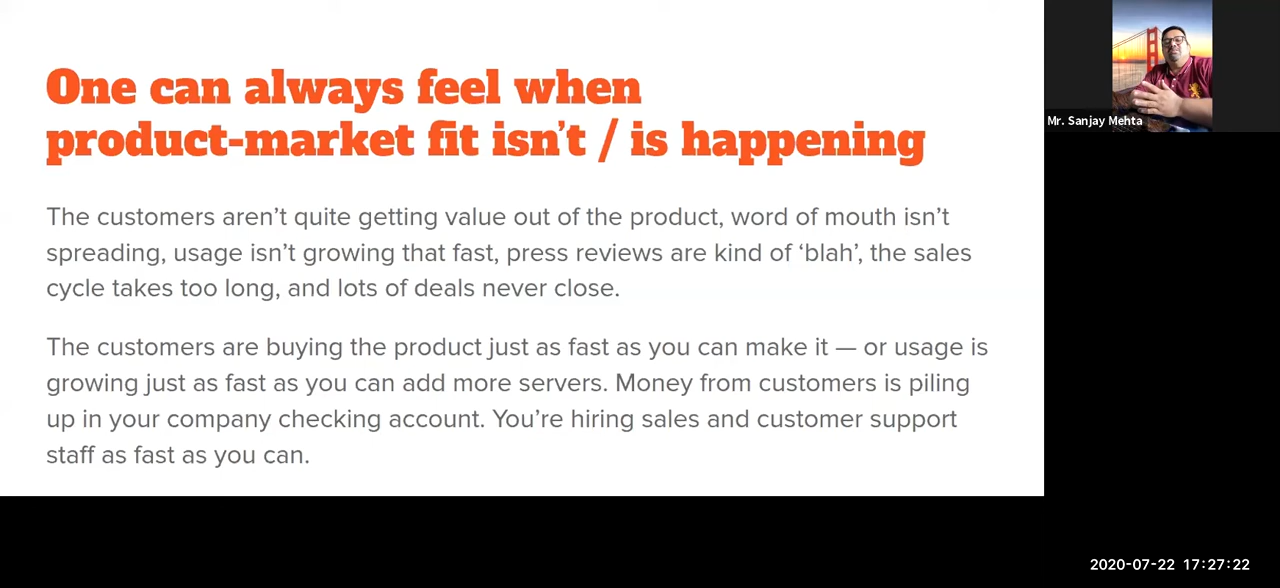 One can always feel when
product-market fit isn’t / is happening
The customers aren’t quite getting value out of the product, word of mouth isn’t
spreading, usage isn’t growing that fast, press reviews are kind of ‘blah’, the sales
cycle takes too long, and lots of deals never close.
The customers are buying the product just as fast as you can make it — or usage is
growing just as fast as you can add more servers. Money from customers is piling
up in your company checking account. You’re hiring sales and customer support
staff as fast as you can.
Mr. Sanjay Mehta
2020-07-22 17:27:22